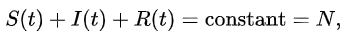 S(t) + I(t) + R(t) = constant = N,